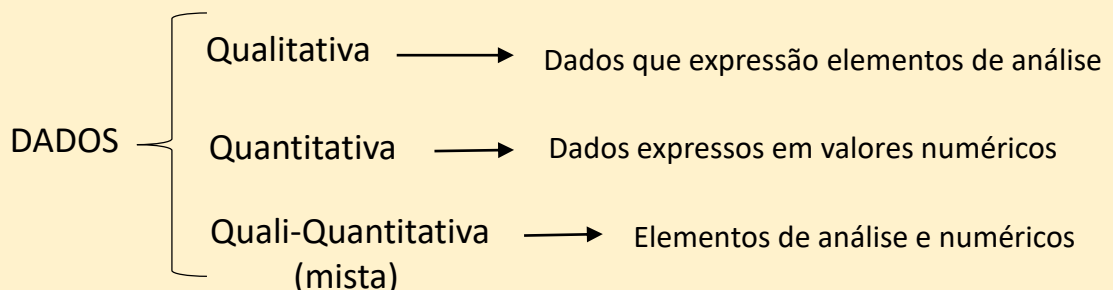 Qualitativa
Dados que expressão elementos de análise
DADOS
Quantitativa
Dados expressos em valores numéricos
Quali-Quantitativa
(mista)
Elementos de análise e numéricos